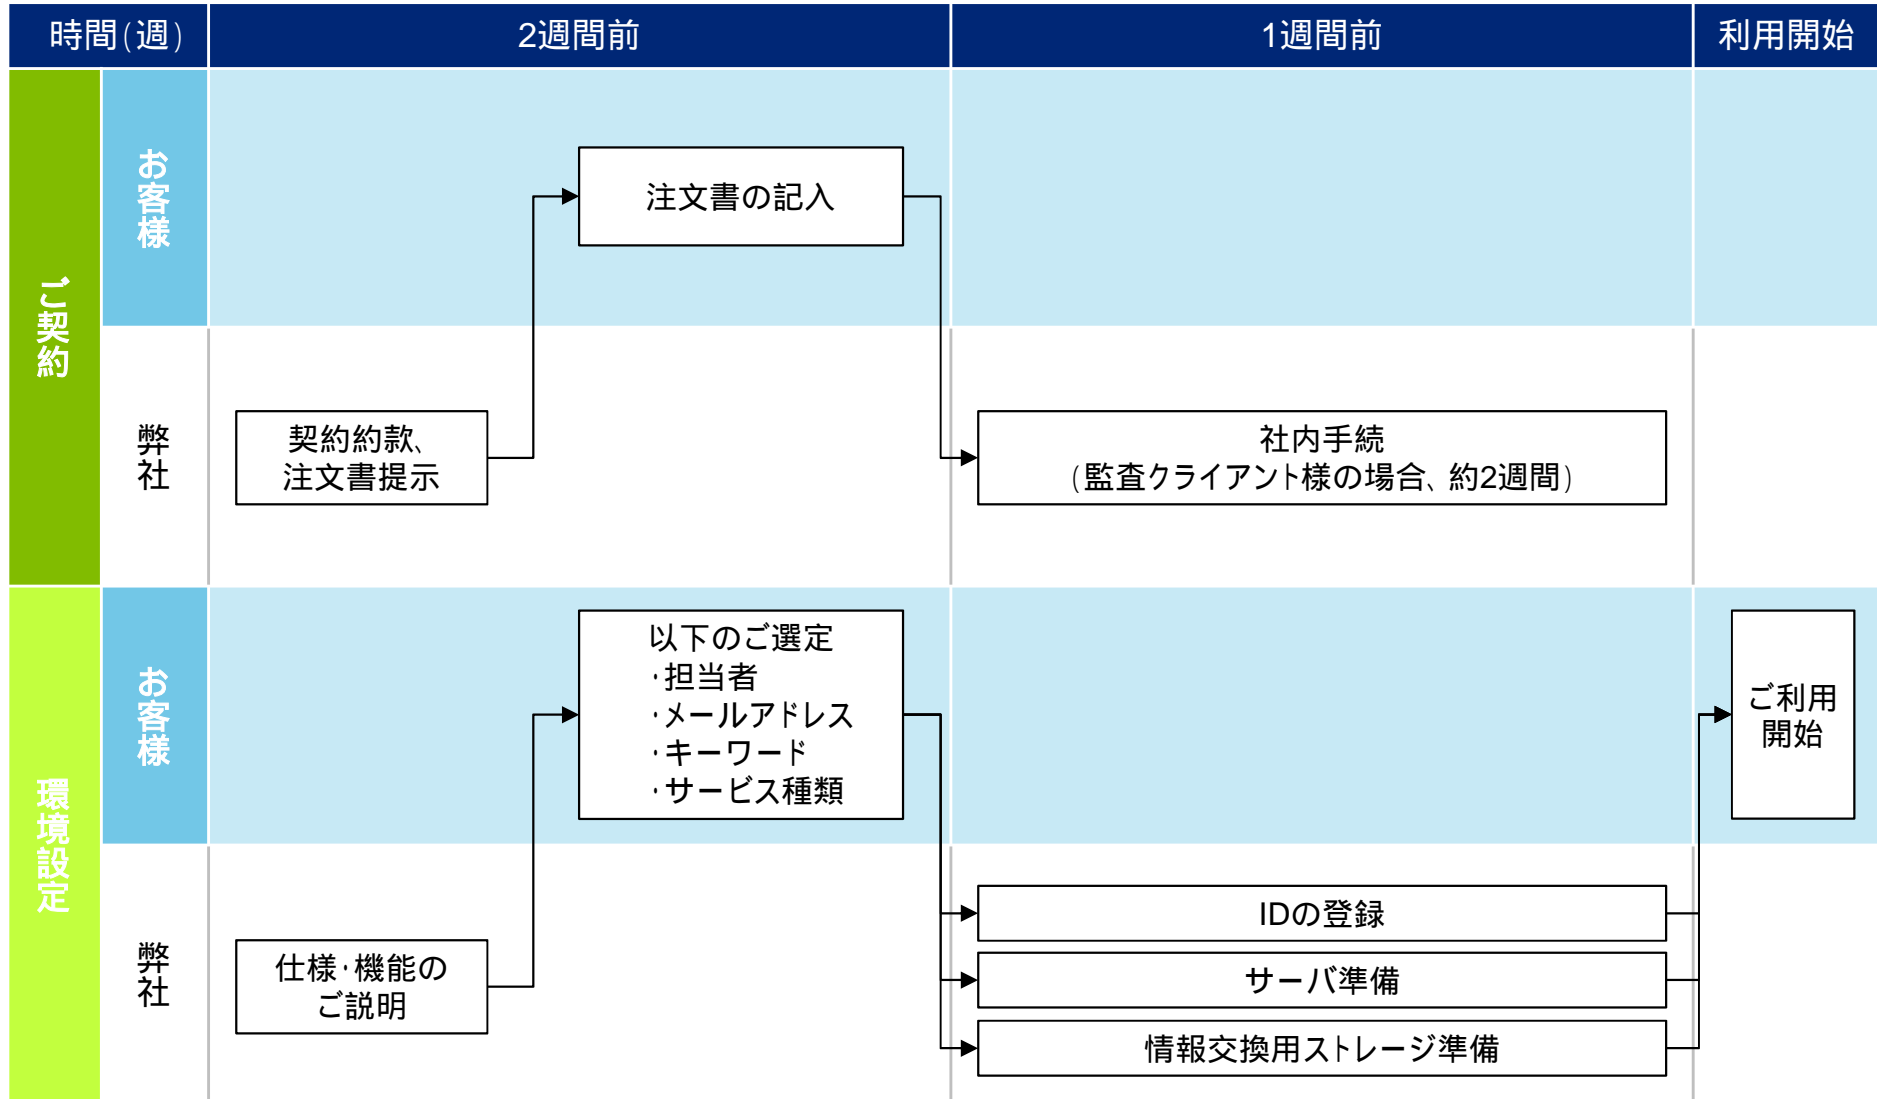 時間（週）
2週間前
1週間前
利用開始
ご契約
お客様
注文書の記入
弊社
契約約款、
注文書提示
社内手続
（監査クライアント様の場合、約2週間）
環境設定
お客様
以下のご選定
・担当者
・メールアドレス
・キーワード
・サービス種類
ご利用
開始
弊社
仕様・機能の
ご説明
IDの登録
サーバ準備
情報交換用ストレージ準備